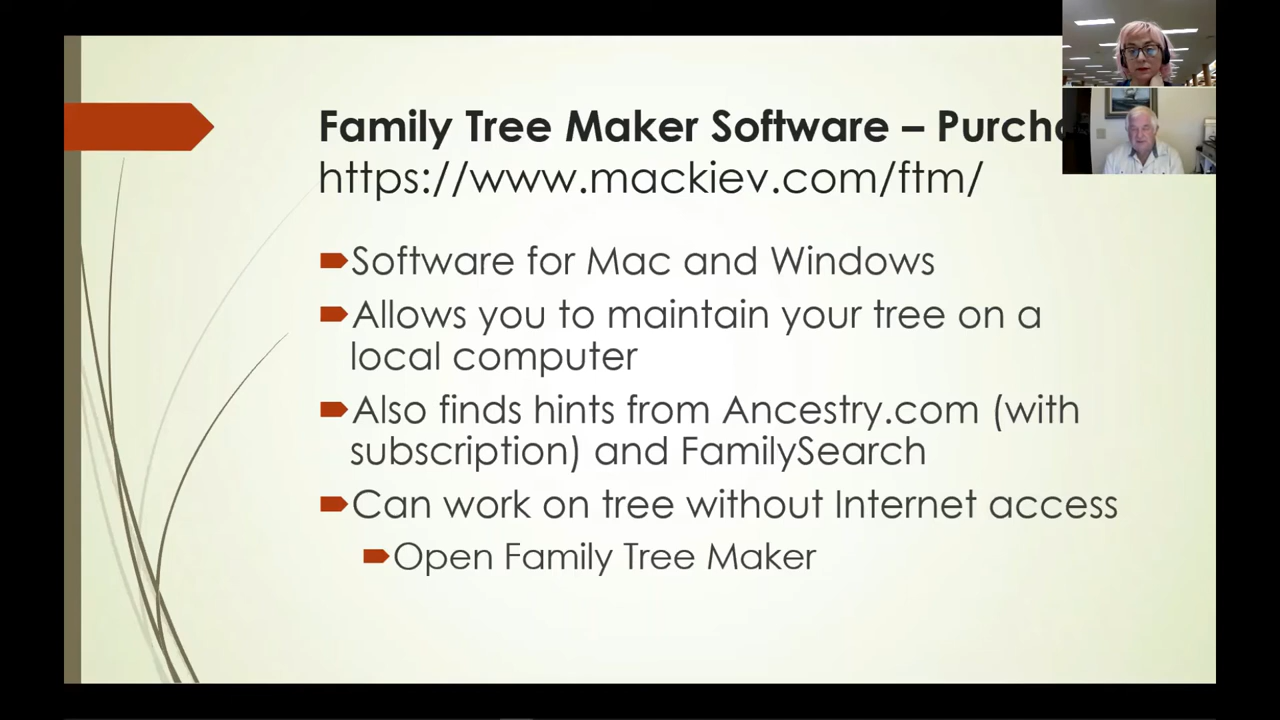 Family Tree Maker Software –
https://www.mackiev.com/ftm/
Software for Mac and Windows
Allows you to maintain your tree on a
local computer
Also finds hints from Ancestry.com (with
subscription) and FamilySearch
Can work on tree without Internet access
Open Family Tree Maker